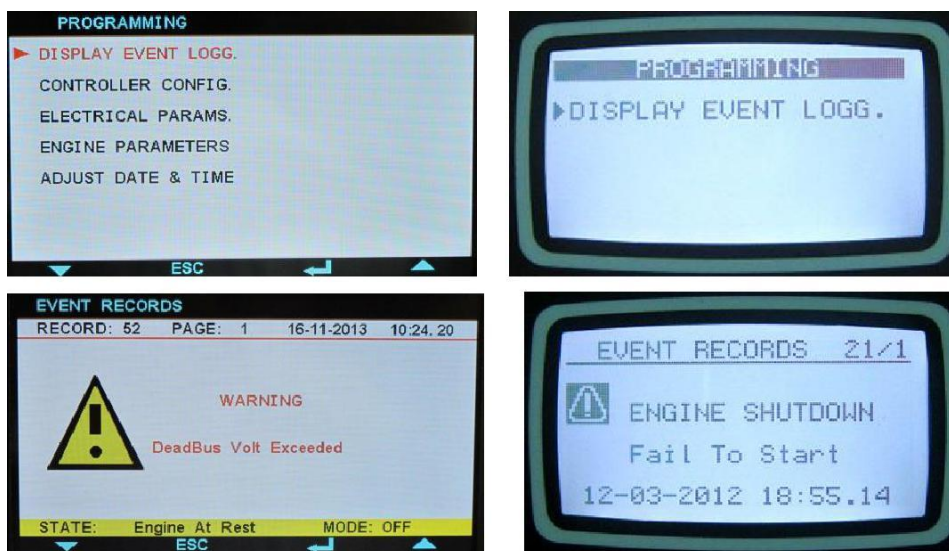 PROGRAMMING
DISPLAY EVENT LOGG.
CONTROLLER CONFIG.
ELECTRICAL PARAMS.
ENGINE PARAMETERS
ADJUST DATE & TIME
ESC
PROGRAMMING
DISPLAY EVENT LOGG.
EVENT RECORDS
RECORD: 52 PAGE: 1 16-11-2013 10:24.20
WARNING
DeadBus Volt Exceeded
STATE: Engine At Rest MODE: OFF
ESC
EVENT RECORDS 21/1
ENGINE SHUTDOWN
Fail To Start
12-03-2012 18:55.14